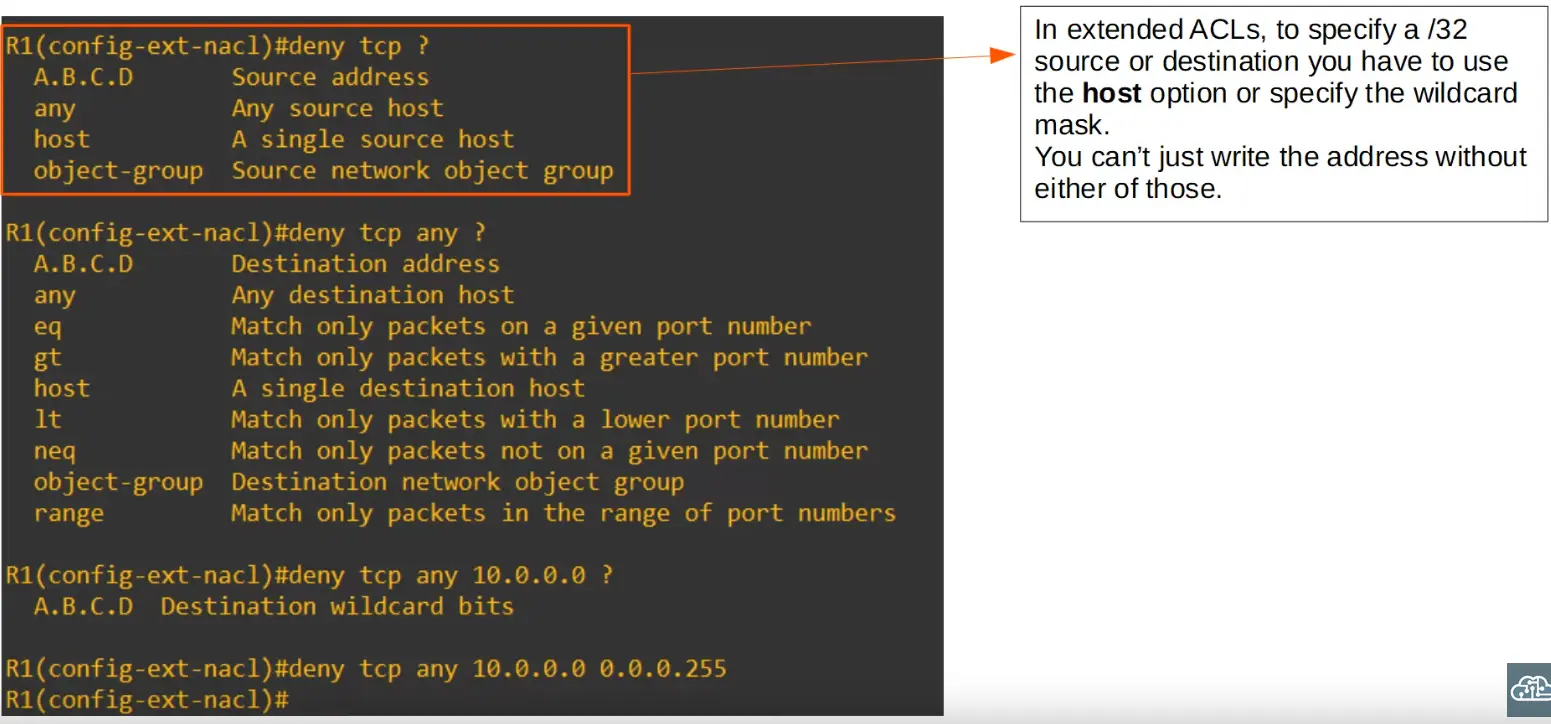 R1(config-ext-nacl)#deny tcp ?
A.B.C.D Source address
any Any source host
host A single source host
object-group Source network object group
R1(config-ext-nacl)#deny tcp any ?
A.B.C.D Destination address
any Any destination host
eq Match only packets on a given port number
gt Match only packets with a greater port number
host A single destination host
lt Match only packets with a lower port number
neq Match only packets not on a given port number
object-group Destination network object group
range Match only packets in the range of port numbers
R1(config-ext-nacl)#deny tcp any 10.0.0.0 ?
A.B.C.D Destination wildcard bits
R1(config-ext-nacl)#deny tcp any 10.0.0.0 0.0.0.255
R1(config-ext-nacl)#
In extended ACLs, to specify a /32
source or destination you have to use
the host option or specify the wildcard
mask.
You can’t just write the address without
either of those.